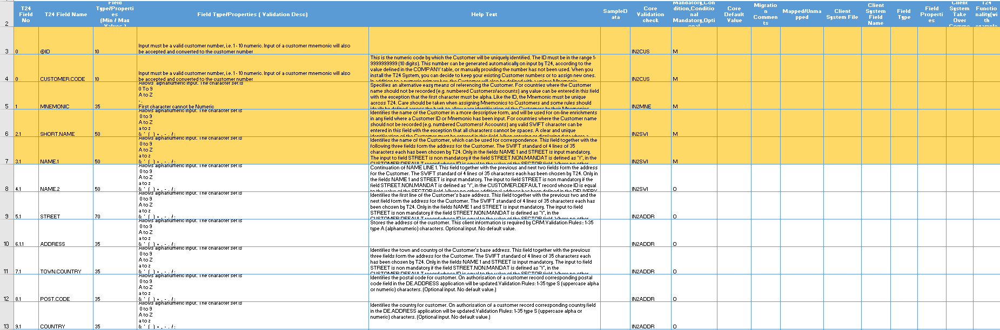 T24 Field No
T24 Field Name
Field Type/Properties (Min / Max Values )
Field Type/Properties ( Validation Desc)
Help Text
SampleData
Core Validation check
Mandatory,Condition,Conditional Mandatory,Optional
Core Default Value
Migration Comments
Mapped/Unmapped
Client System File
Client System Field Name
Field Type
Field Properties
Client System Take Over
T24 Functionality(with example
2
3
0
@ID
10
Input must be a valid customer number, i.e. 1 - 10 numeric. Input of a customer mnemonic will also
be accepted and converted to the customer number
IN2CUS
M
4
0
CUSTOMER.CODE
10
Input must be a valid customer number, i.e. 1 - 10 numeric. Input of a customer mnemonic will also
be accepted and converted to the customer number
This is the numeric code by which the Customer will be uniquely identified. The ID must be in the range 1-
9999999999 (10 digits). This number can be generated automatically on input by T24, according to the
value defined in the COMPANY table, or manually providing the number has not been used. When you
install the T24 System, you can decide to keep your existing Customer numbers or to assign new ones.
In addition to a numeric primary key, the Customer will also be defined with a unique Mnemonic
IN2CUS
M
5
1
MNEMONIC
35
Allows alphanumeric input. The character set is
0 To 9
A to Z
- .
First character cannot be Numeric
Specifies an alternative easy means of referencing the Customer. For countries where the Customer
name should not be recorded (e.g. numbered Customers/accounts) any value can be entered in this field
with the exception that the first character must be alpha. Like the ID, the Mneraonic must be unique
across T24. Care should be taken when assigning Mnemonics to Customers and some rules should
ideally be defined across the bank to allow easy identification of the Customers by their Mnemonics
IN2MNE
M
6
2.1
SHORT.NAME
50
Allows alphanumeric input. The character set is
0 to 9
A to Z
a to z
& ' ( ) + , - . / :
Identifies the name of the Customer in a more descriptive form, and will be used for on-line enrichments
in any field where a Customer ID or Mnemonic has been input. For countries where the Customer name
should not be recorded (e.g. numbered Customers/ Accounts) any valid SWIFT character can be
entered in this field with the exception that all characters cannot be spaces. A clear and unique
identification of the Customer must be entered in this field. When entering or displaying data where a
IN2SVI
M
7
3.1
NAME.1
50
Allows alphanumeric input. The character set is
0 to 9
A to Z
a to z
& ' ( ) + , - . / :
Identifies the name of the Customer, which can be used for correspondence. This field together with the
following three fields form the address for the Customer. The SWIFT standard of 4 lines of 35
characters each has been chosen by T24. Only in the fields NAME 1 and STREET is input mandatory.
The input to field STREET is non mandatory if the field STREET.NON.MANDAT is defined as "Y", in the
CUSTOMER.DEFAULT record whose ID is equal to the value of the SECTOR field. Where no other
IN2SVI
M
8
4.1
NAME.2
50
Allows alphanumeric input. The character set is
0 to 9
A to Z
a to z
& ' ( ) + , - . / :
Continuation of NAME LINE 1. This field together with the previous and next two fields form the address
for the Customer. The SWIFT standard of 4 lines of 35 characters each has been chosen by T24. Only in
the fields NAME 1 and STREET is input mandatory. The input to field STREET is non mandatory if the
field STREET.NON.MANDAT is defined as "Y", in the CUSTOMER.DEFAULT record whose ID is equal
to the value of the SECTOR field. Where no other additional address has been defined in the DELIVERY
IN2SVI
O
9
5.1
STREET
70
Allows alphanumeric input. The character set is
0 to 9
A to Z
a to z
& ' ( ) + , - . / :
Identifies the first line of the Customer's base address. This field together with the previous two and the
next field form the address for the Customer. The SWIFT standard of 4 lines of 35 characters each has
been chosen by T24. Only in the fields NAME 1 and STREET is input mandatory. The input to field
STREET is non mandatory if the field STREET.NON.MANDAT is defined as "Y", in the
CUSTOMER.DEFAULT record whose ID is equal to the value of the SECTOR field. Where no other
IN2ADDR
O
10
6.1.1
ADDRESS
35
Allows alphanumeric input. The character set is
0 to 9
A to Z
a to z
& ' ( ) + , - . / :
Stores the address of the customer. This client information is required by CRM.Validation Rules:: 1-35
type A (alphanumeric) characters. Optional input. No default value.
IN2ADDR
O
11
7.1
TOWN.COUNTRY
35
Allows alphanumeric input. The character set is
0 to 9
A to Z
a to z
& ' ( ) + , - . / :
Identifies the town and country of the Customer's base address. This field together with the previous
three fields form the address for the Customer. The SWIFT standard of 4 lines of 35 characters each
has been chosen by T24. Only in the fields NAME 1 and STREET is input mandatory. The input to field
STREET is non mandatory if the field STREET.NON.MANDAT is defined as "Y", in the
CUSTOMER.DEFAULT record whose ID is equal to the value of the SECTOR field. Where no other
IN2ADDR
O
12
8.1
POST.CODE
35
Allows alphanumeric input. The character set is
0 to 9
A to Z
a to z
& ' ( ) + , - . / :
Identifies the postal code for customer. On authorisation of a customer record corresponding postal
code field in the DE.ADDRESS application will be updated.Validation Rules: 1-35 type S (uppercase alpha
or numeric) characters. (Optional input. No default value.)
IN2ADDR
O
13
9.1
COUNTRY
35
Allows alphanumeric input. The character set is
0 to 9
A to Z
a to z
& ' ( ) + , - . / :
Identifies the country for customer. On authorisation of a customer record corresponding country field
in the DE.ADDRESS application will be updated.Validation Rules: 1-35 type S (uppercase alpha or
numeric) characters. (Optional input. No default value.)
IN2ADDR
O